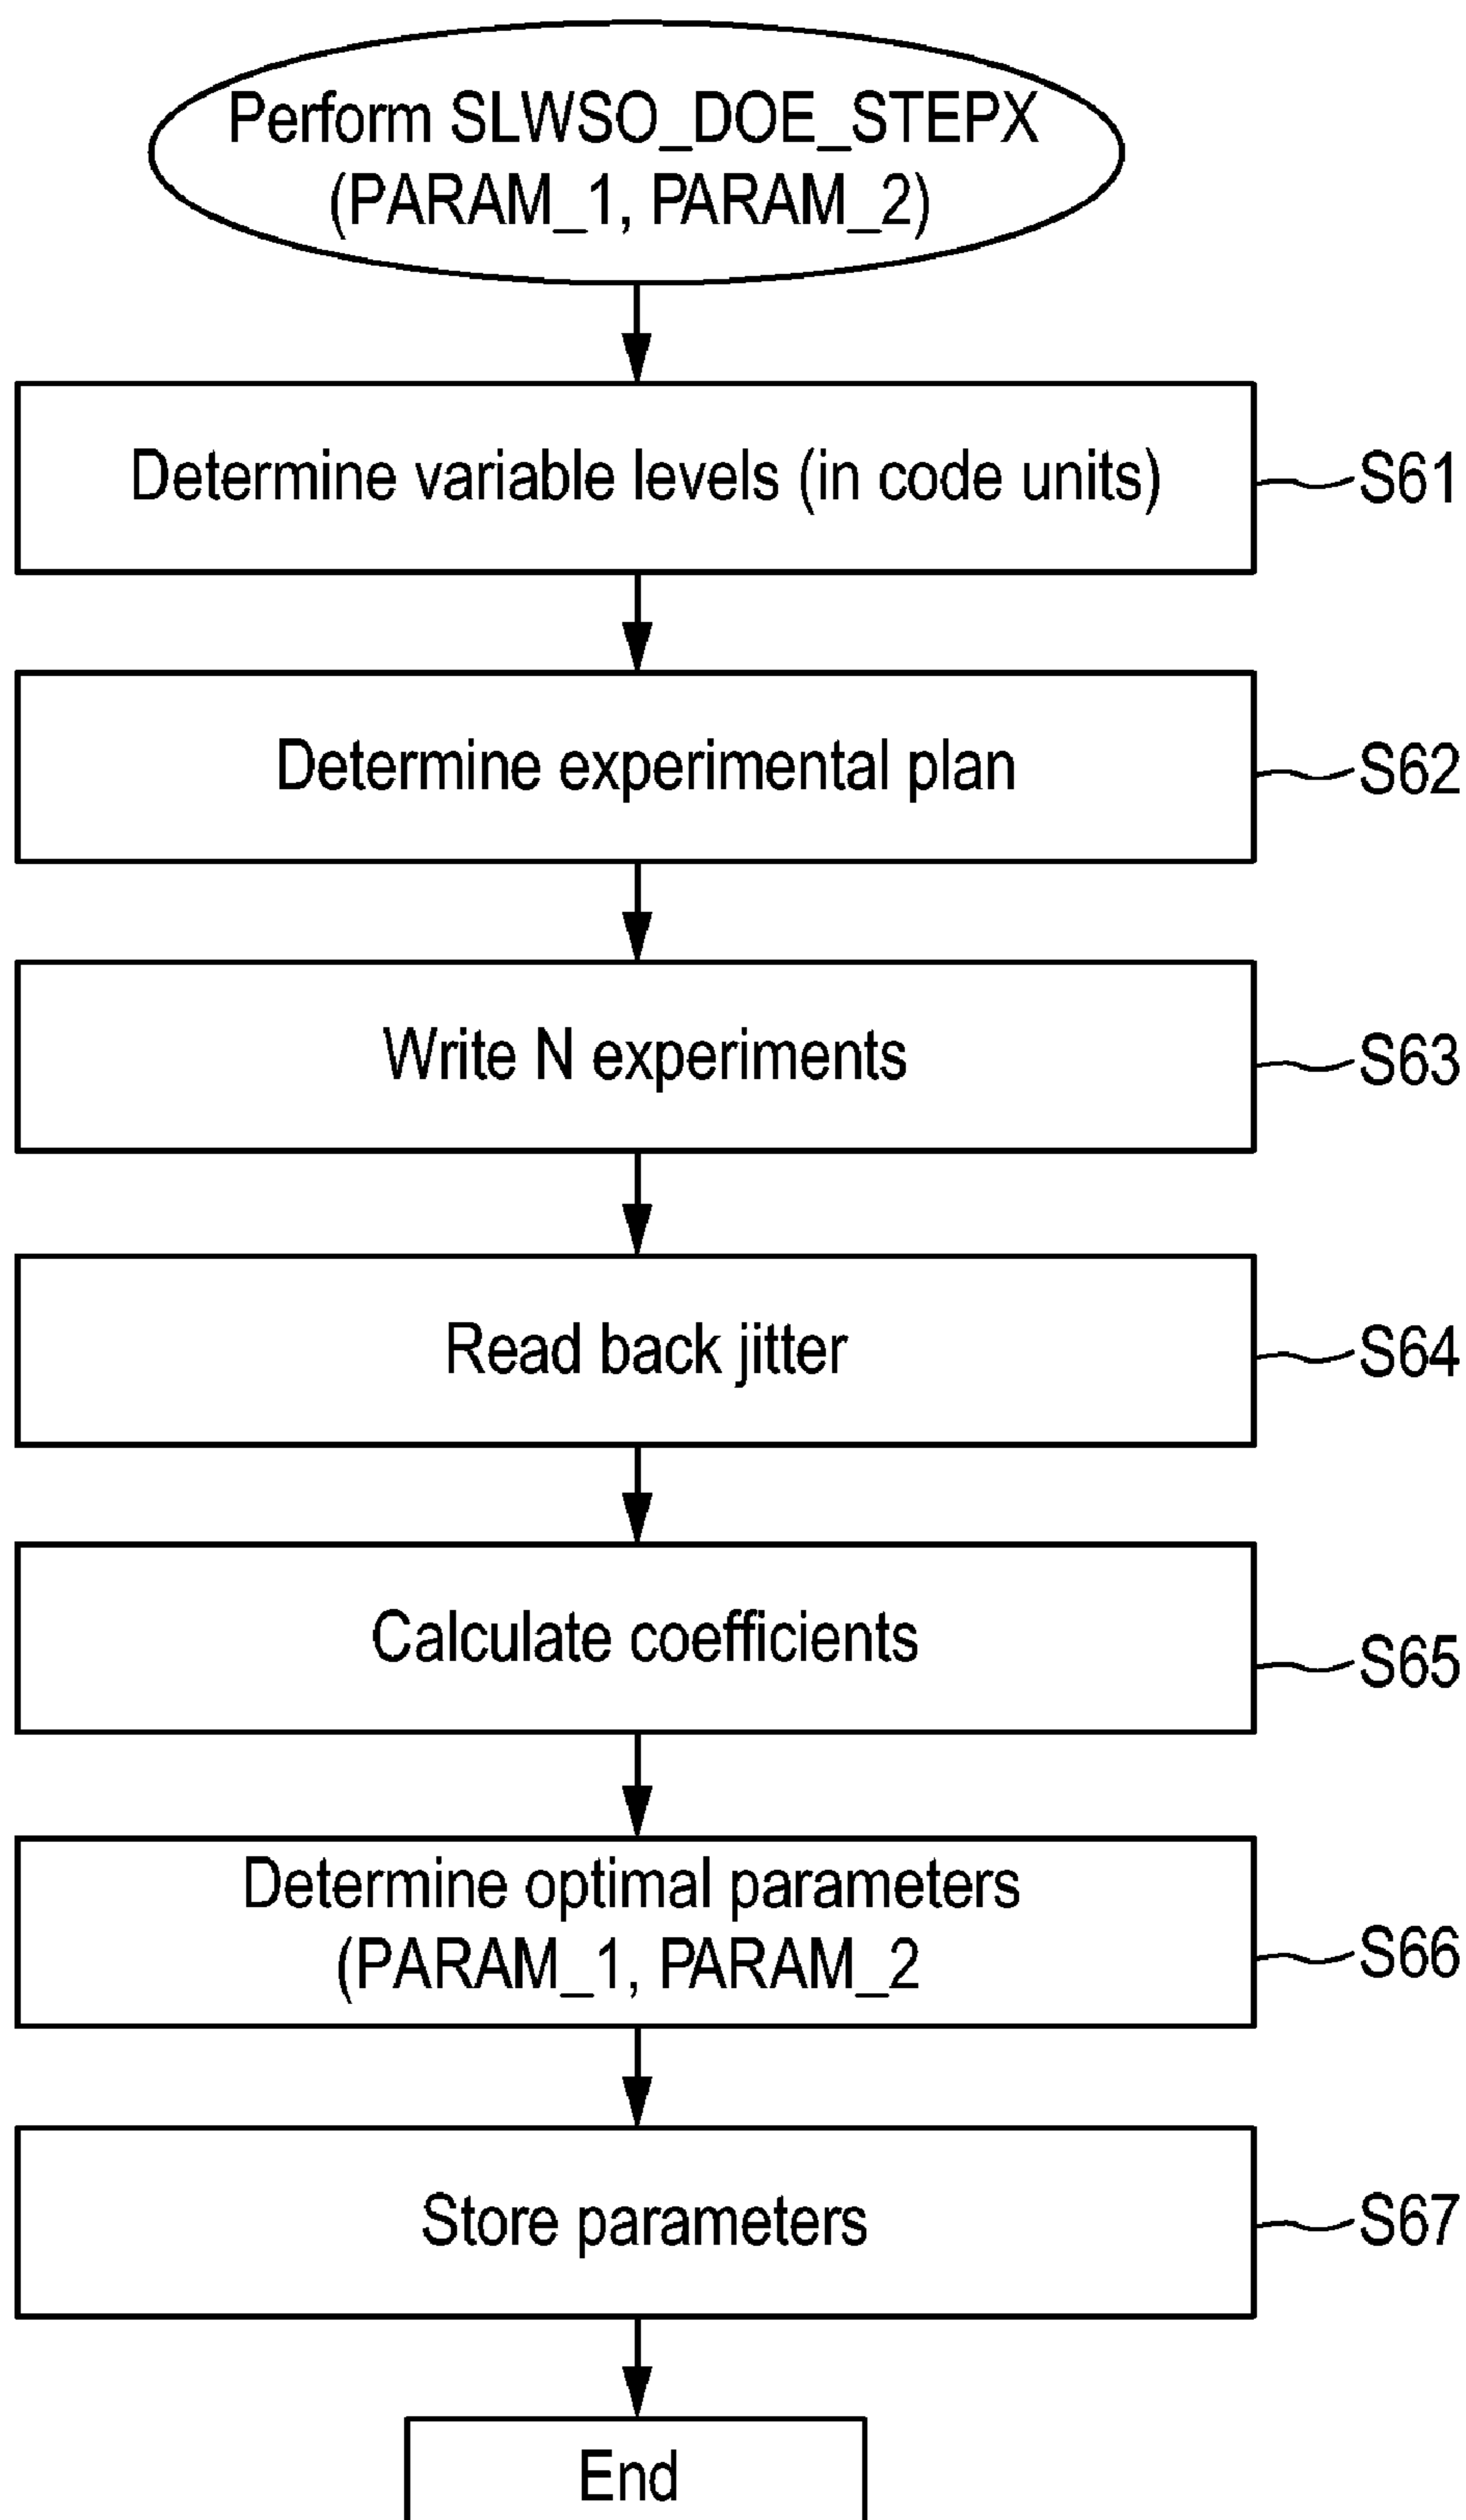 Perform SLWSO_DOE_STEPX
(PARAM_1, PARAM_2)
Determine variable levels (in code units)
S61
Determine experimental plan
S62
Write N experiments
S63
Read back jitter
S64
Calculate coefficients
S65
Determine optimal parameters
(PARAM_1, PARAM_2
S66
Store parameters
S67
End